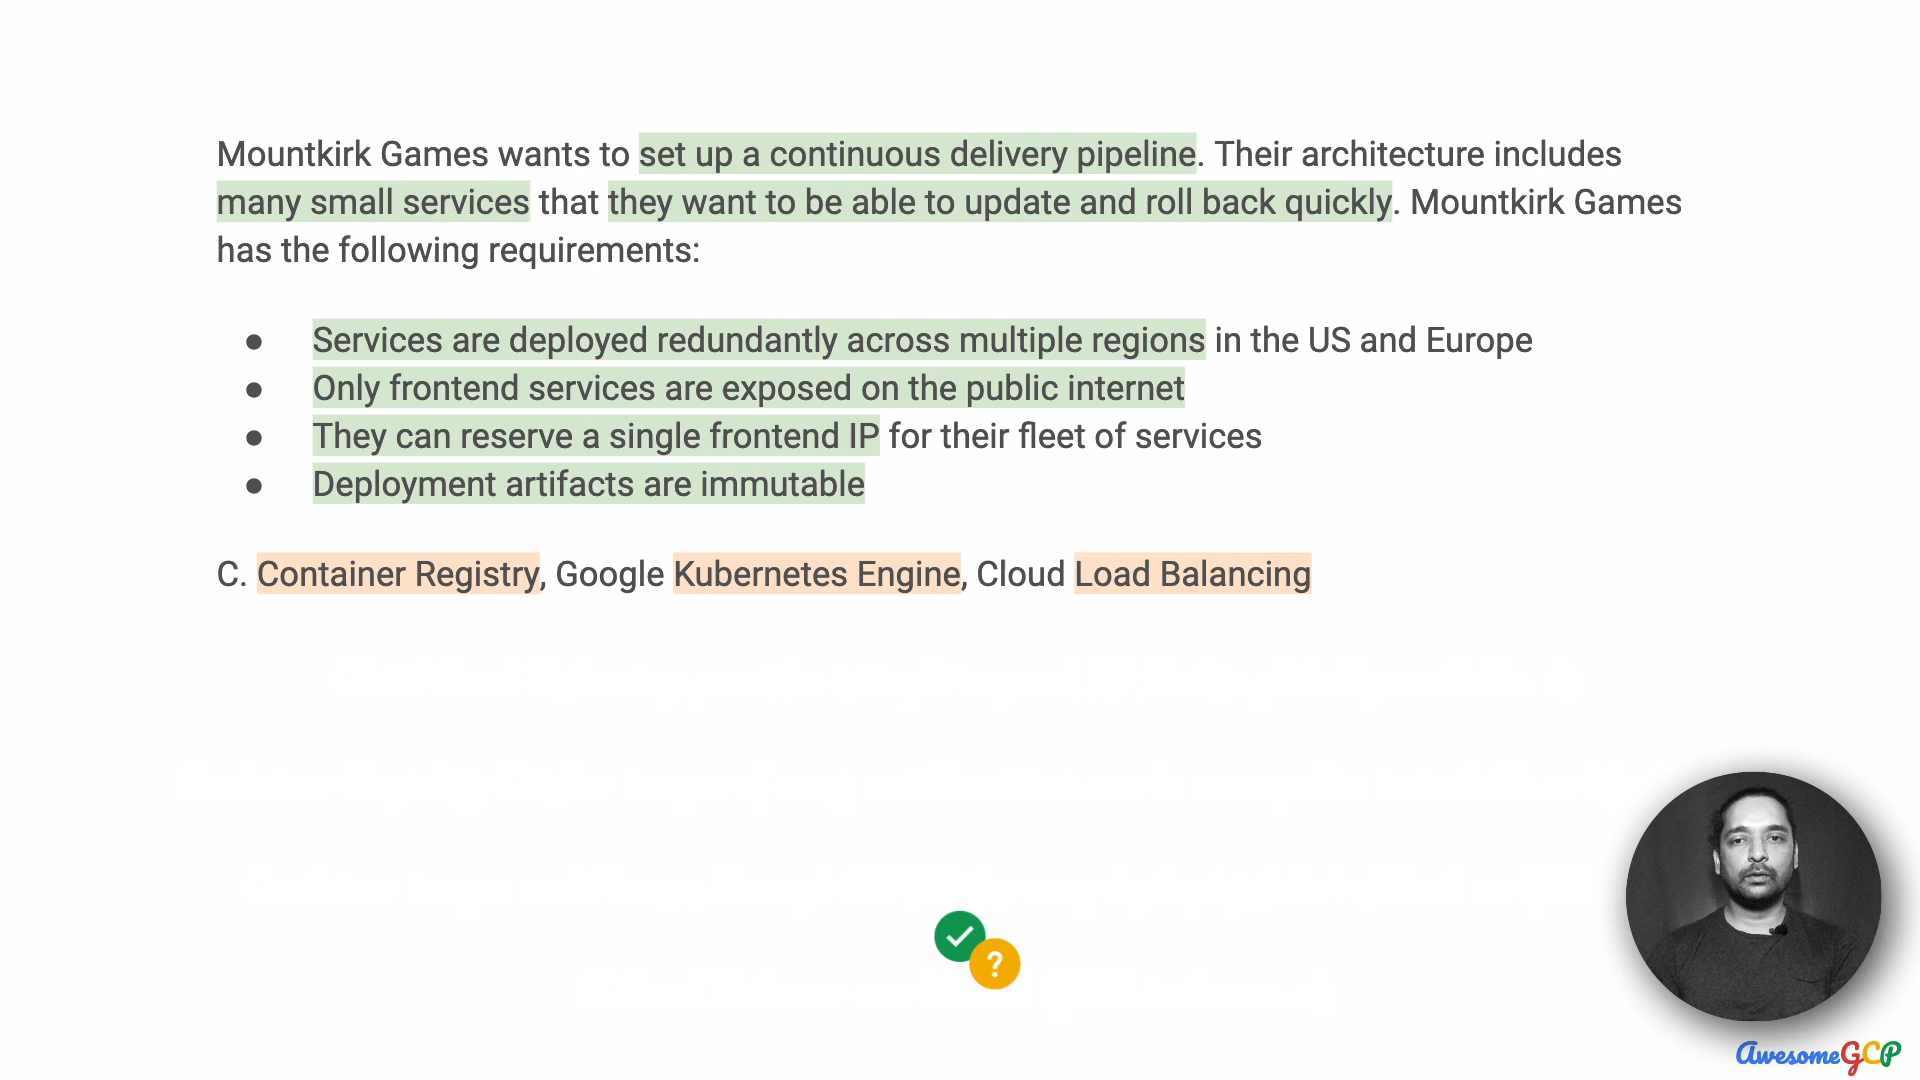 Mountkirk Games wants to set up a continuous delivery pipeline. Their architecture includes
many small services that they want to be able to update and roll back quickly. Mountkirk Games
has the following requirements:
● Services are deployed redundantly across multiple regions in the US and Europe
● Only frontend services are exposed on the public internet
● They can reserve a single frontend IP for their fleet of services
● Deployment artifacts are immutable
C. Container Registry, Google Kubernetes Engine, Cloud Load Balancing
?
AwesomeGCP